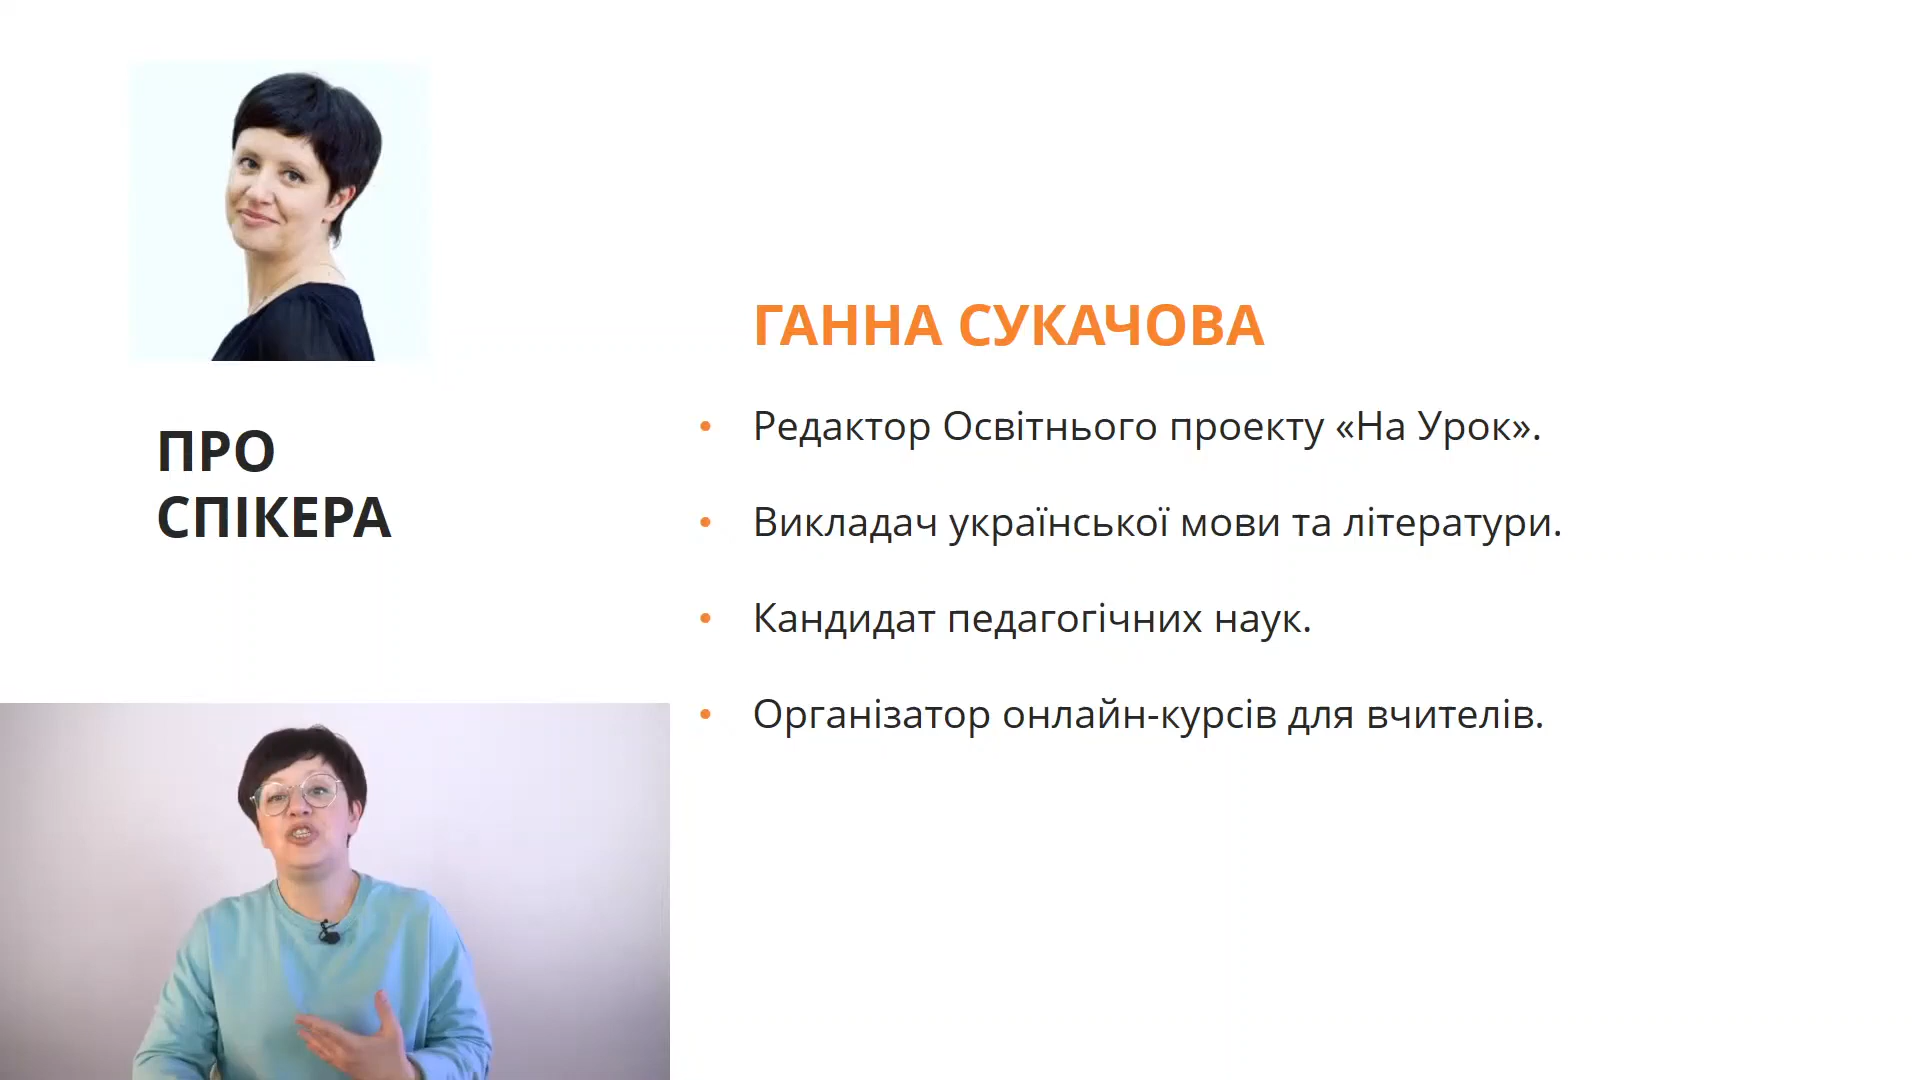 ПРО
СПІКЕРА
ГАННА СУКАЧОВА
• Редактор Освітнього проекту «На Урок».
• Викладач української мови та літератури.
• Кандидат педагогічних наук.
• Організатор онлайн-курсів для вчителів.